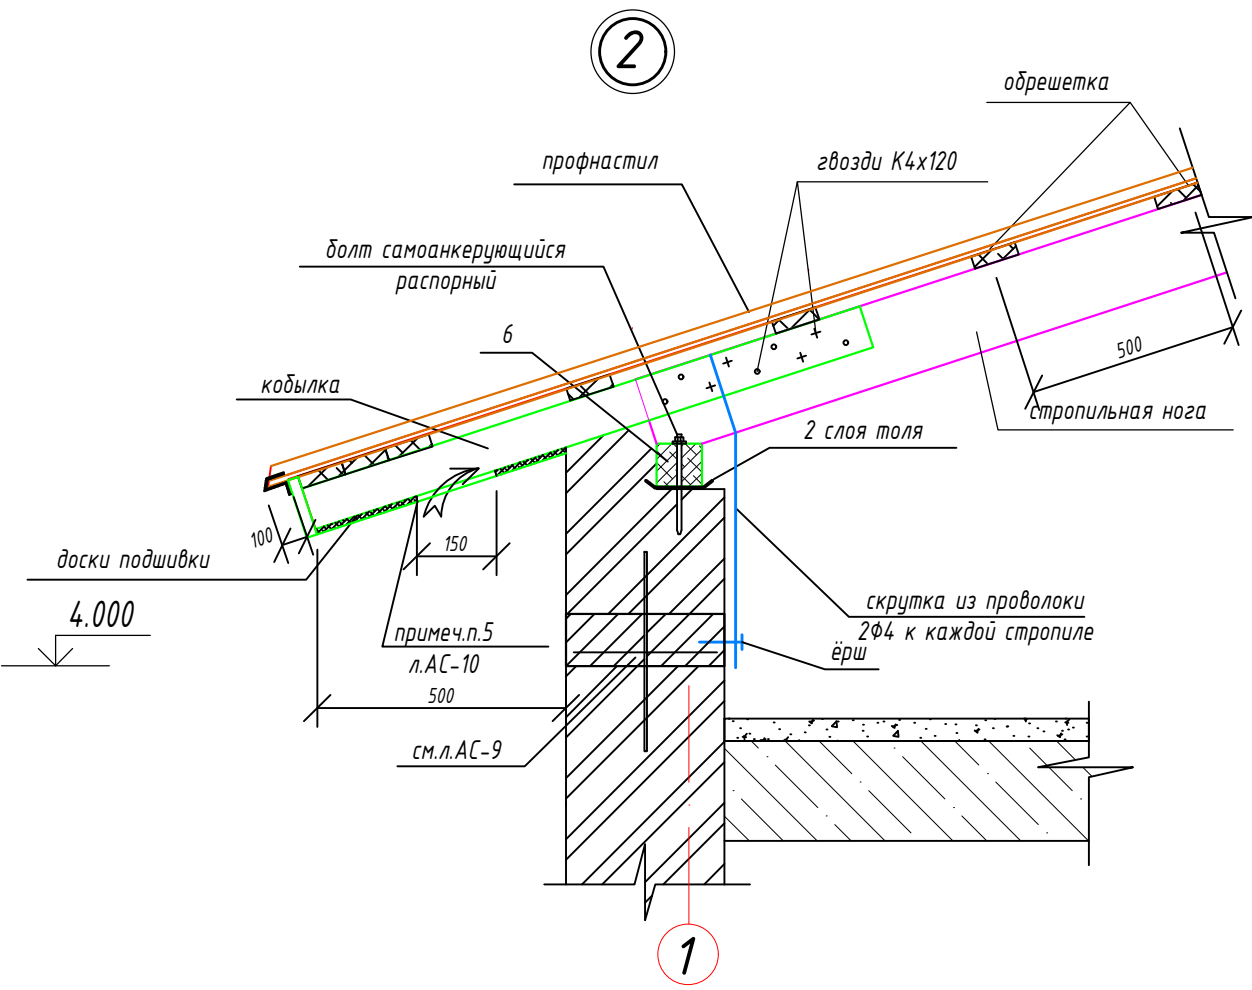 2
обрешетка
профнастил
гвозди К4х120
болт самоанкерующийся
распорный
6
500
кобылка
стропильная нога
2 слоя толя
100
150
доски подшивки
скрутка из проволоки
2Ф4 к каждой стропиле
4.000
примеч.п.5
л.АС-10
ёрш
500
см.л.АС-9
1